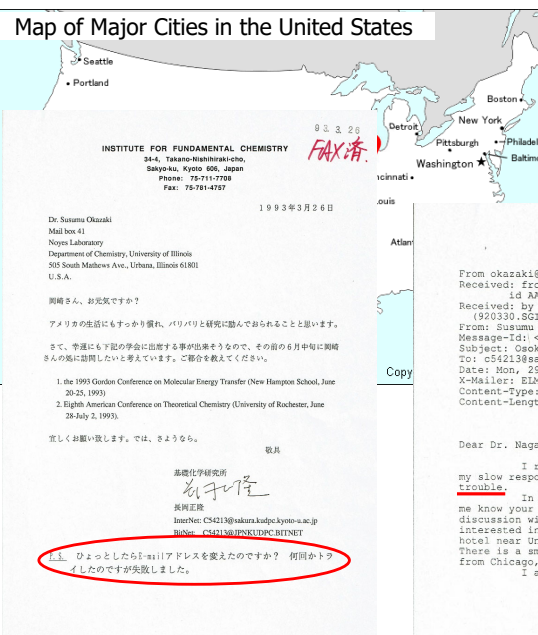 Map of Major Cities in the United States
Seattle
Portland
Boston
New York
Detroit
Pittsburgh
Philadel
Washington
Baltim
cinnati
ouis
Atlan
Copy
93. 3. 26
FAX済.
INSTITUTE FOR FUNDAMENTAL CHEMISTRY
34-4, Takano-Nishihiraki-cho,
Sakyo-ku, Kyoto 606, Japan
Phone: 75-711-7708
Fax: 75-781-4757
1993年3月26日
Dr. Susumu Okazaki
Mail box 41
Noyes Laboratory
Department of Chemistry, University of Illinois
505 South Mathews Ave., Urbana, Illinois 61801
U.S.A.
岡崎さん、お元気ですか？
アメリカの生活にもすっかり慣れ、バリバリと研究に励んでおられることと思います。
さて、幸運にも下記の学会に出席する事が出来そうなので、その前の6月中旬に岡崎
さんの処に訪問したいと考えています。ご都合を教えてください。
1. the 1993 Gordon Conference on Molecular Energy Transfer (New Hampton School, June
20-25, 1993)
2. Eighth American Conference on Theoretical Chemistry (University of Rochester, June
28-July 2, 1993).
宜しくお願い致します。では、さようなら。
敬具
基礎化学研究所
長岡正隆
InterNet: C54213@sakura.kudpc.kyoto-u.ac.jp
BitNet: C54213@JPNKUDPC.BITNET
P.S. ひょっとしたらE-mailアドレスを変えたのですか？ 何回かトラ
イしたのですが失敗しました。
From okazaki@
Received: fro
id AA
Received: by
(920330.SGI
From: Susumu
Message-Id: <
Subject: Osok
To: c54213@sa
Date: Mon, 29
X-Mailer: ELM
Content-Type:
Content-Lengt
Dear Dr. Naga
I r
my slow respo
trouble.
In
me know your
discussion wi
interested in
hotel near Un
There is a sm
from Chicago,
I a